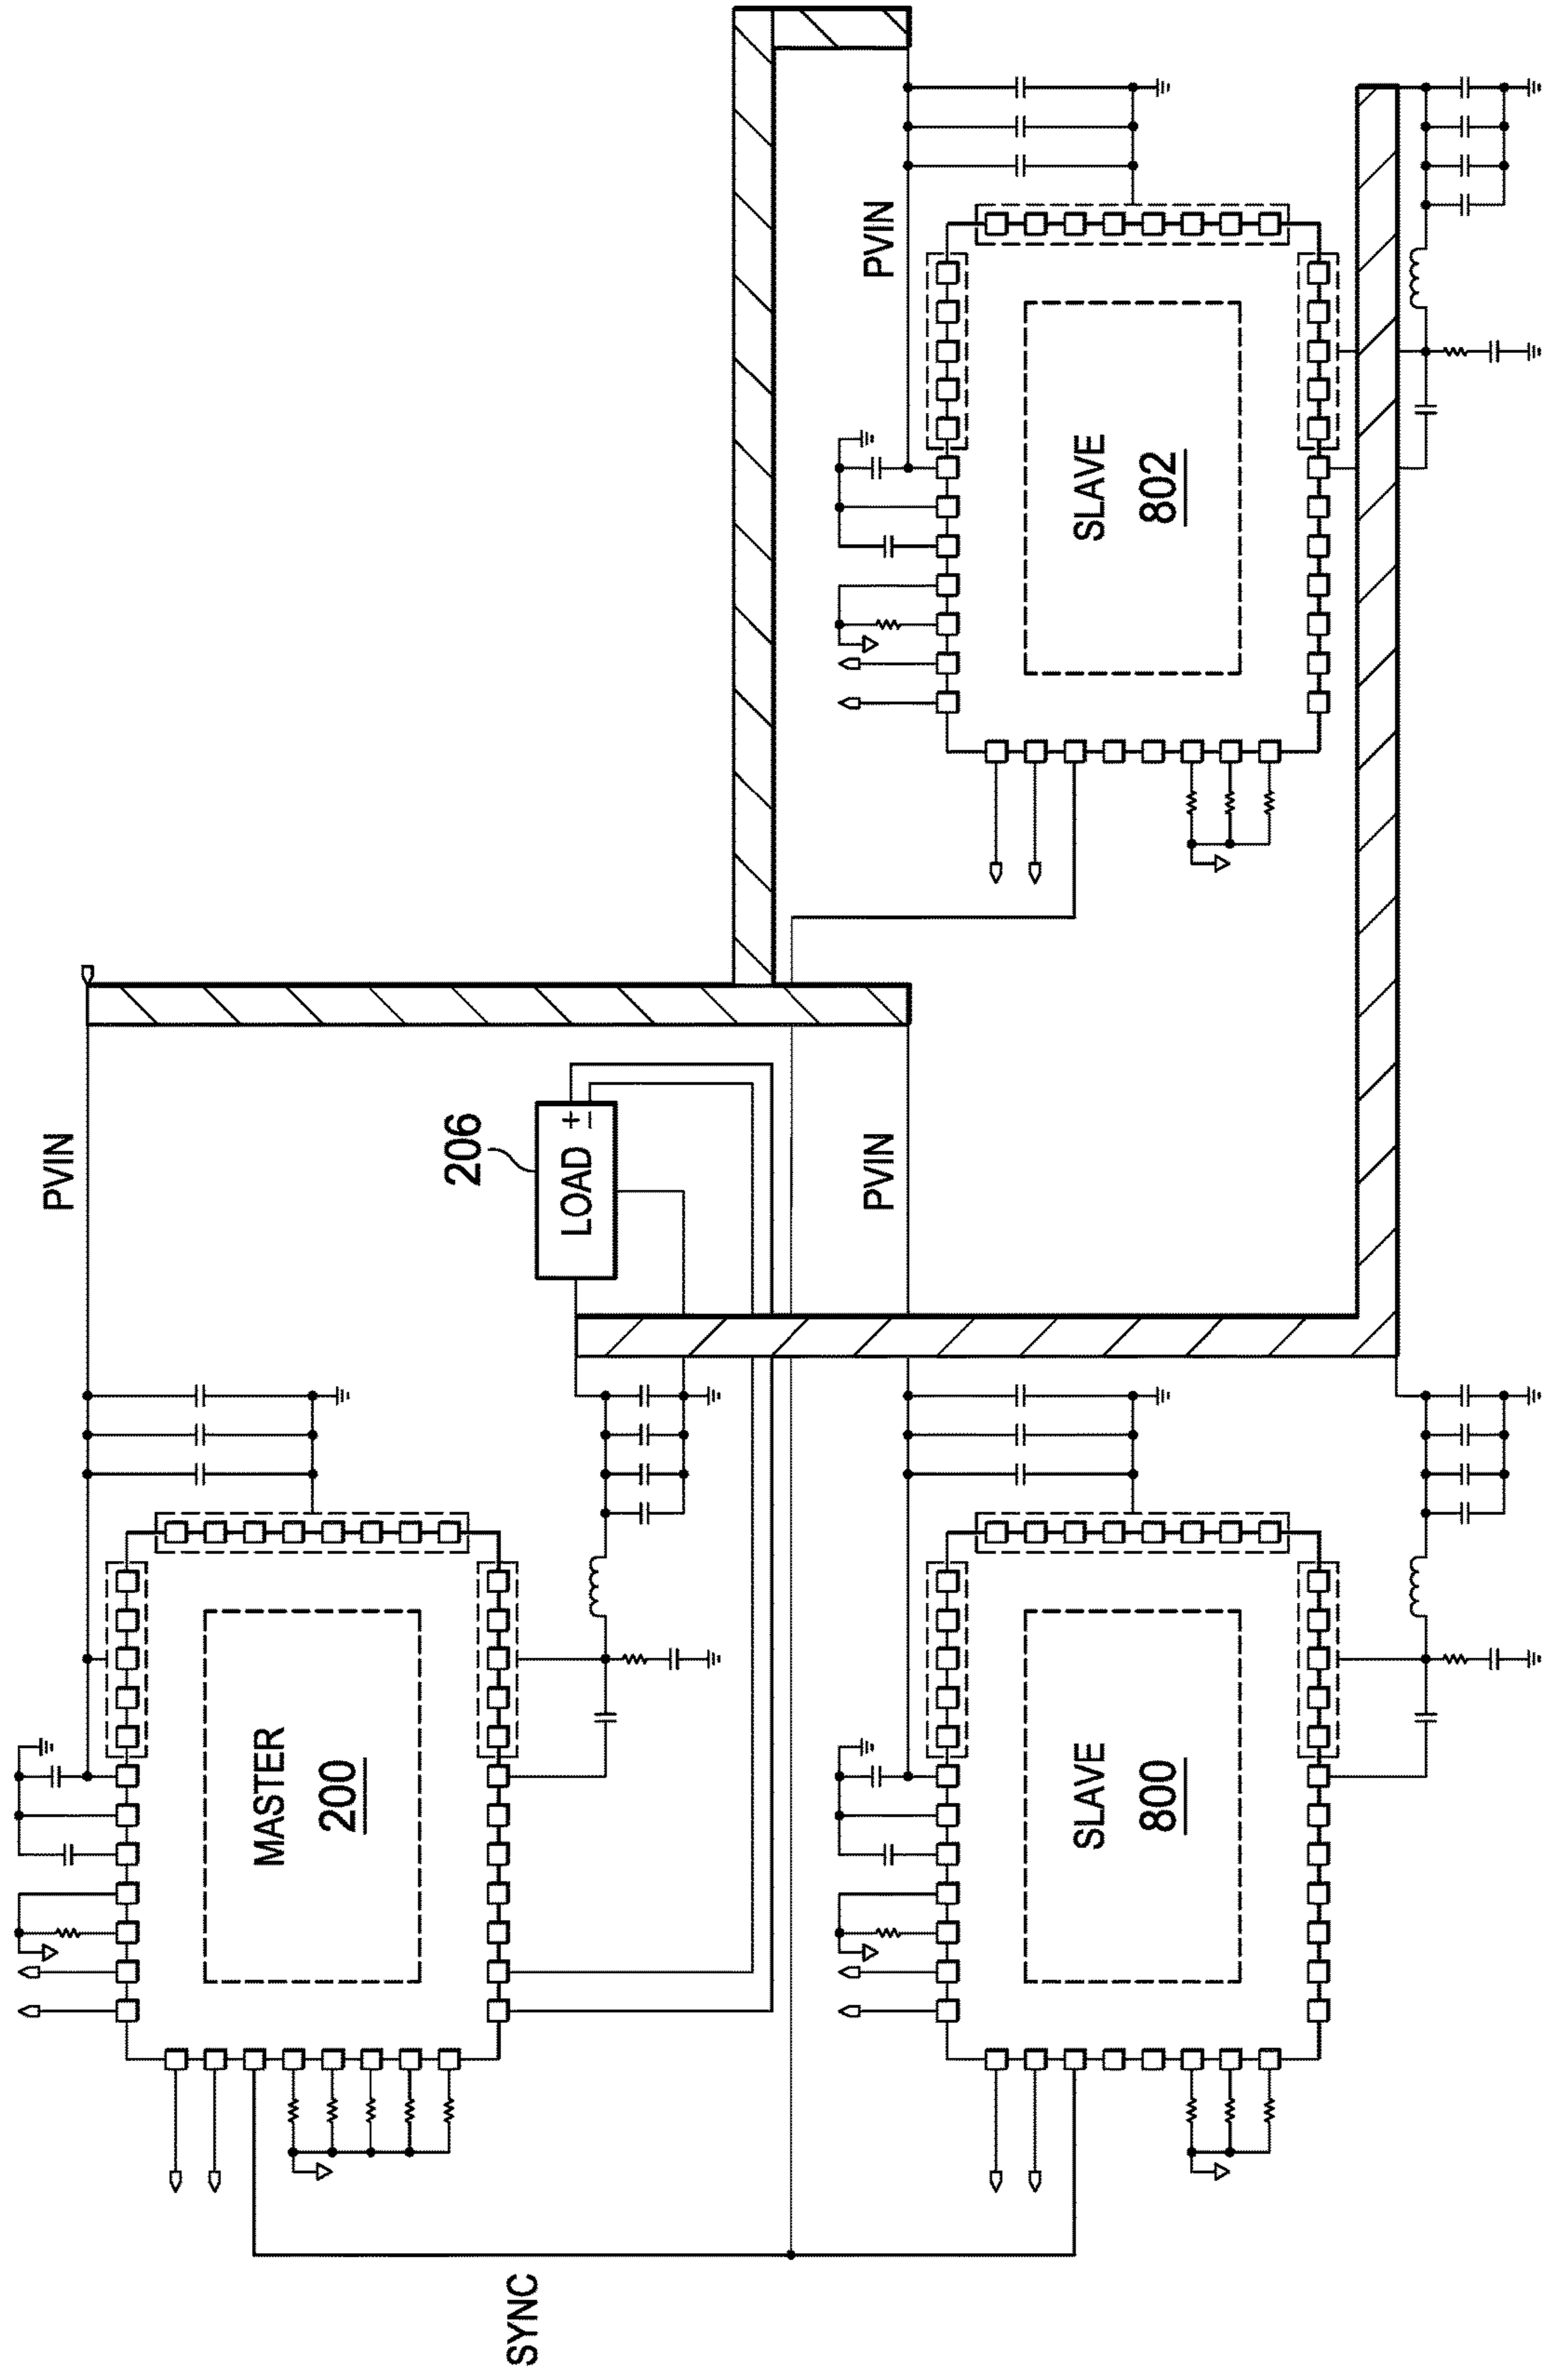 PVIN
MASTER
200
LOAD
+
−
206
SYNC
PVIN
SLAVE
800
PVIN
SLAVE
802